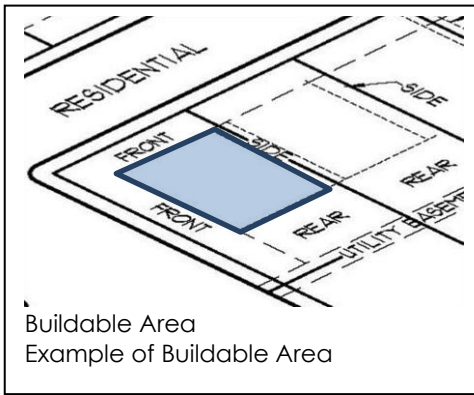 RESIDENTIAL
SIDE
FRONT
SIDE
REAR
FRONT
REAR
UTILITY EASEM
Buildable Area
Example of Buildable Area